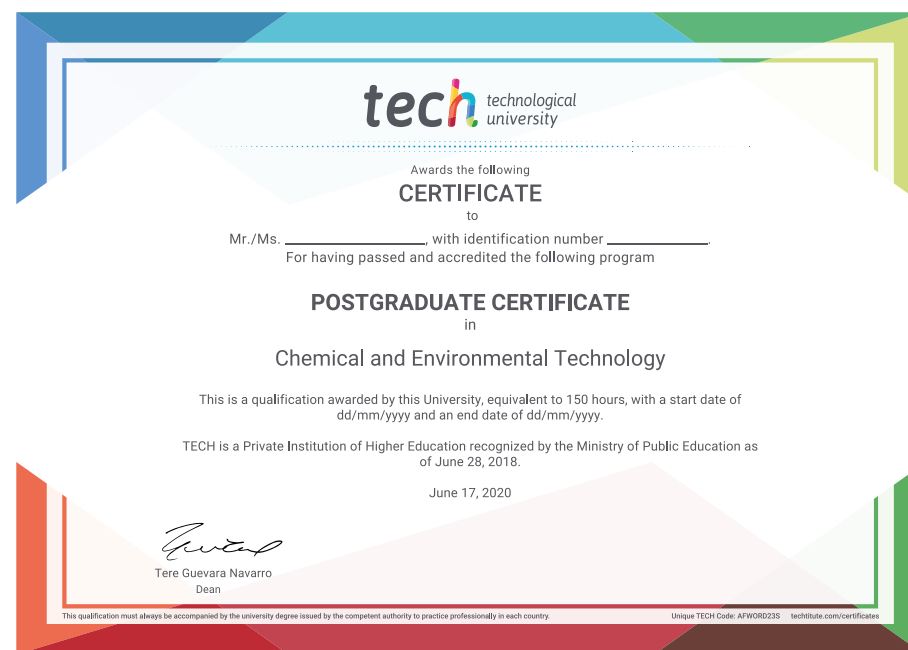 tech technological
university
Awards the following
CERTIFICATE
to
Mr./Ms. ____________________, with identification number ______________.
For having passed and accredited the following program
POSTGRADUATE CERTIFICATE
in
Chemical and Environmental Technology
This is a qualification awarded by this University, equivalent to 150 hours, with a start date of
dd/mm/yyyy and an end date of dd/mm/yyyy.
TECH is a Private Institution of Higher Education recognized by the Ministry of Public Education as
of June 28, 2018.
June 17, 2020
Tere Guevara Navarro
Dean
This qualification must always be accompanied by the university degree issued by the competent authority to practice professionally in each country.
Unique TECH Code: AFWORD23S techtitute.com/certificates